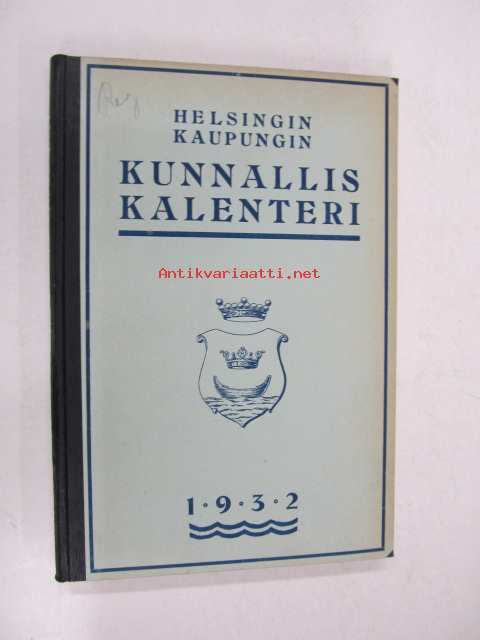 HELSINGIN
KAUPUNGIN
KUNNALLIS
KALENTERI
Antikvariaatti.net
1·9·3·2